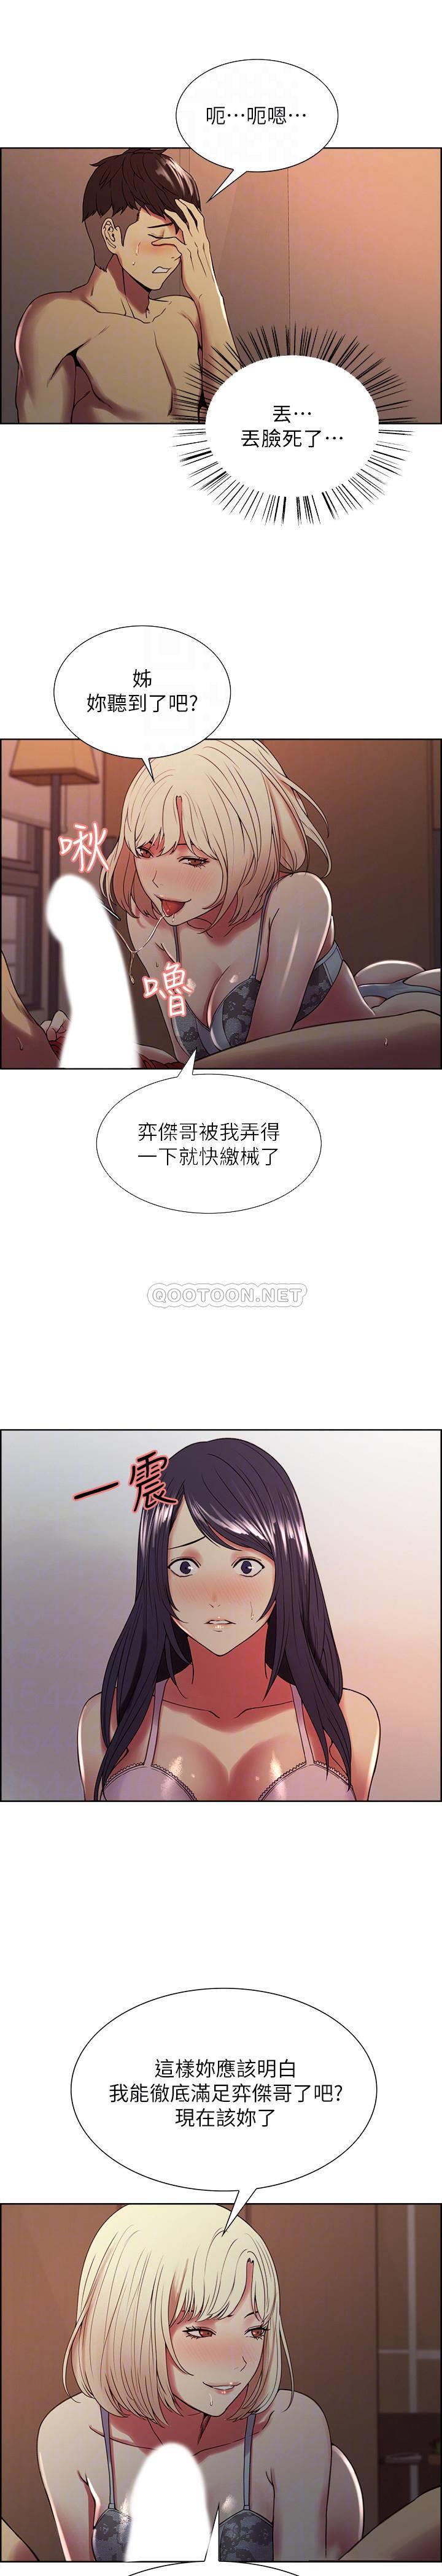 呃⋯呃嗯⋯
丟⋯
丟臉死了⋯
姊
妳聽到了吧?
啾
嚕
弈傑哥被我弄得
一下就快繳械了
QOOTOON.NET
一震
這樣妳應該明白
我能徹底滿足弈傑哥了吧?
現在該妳了